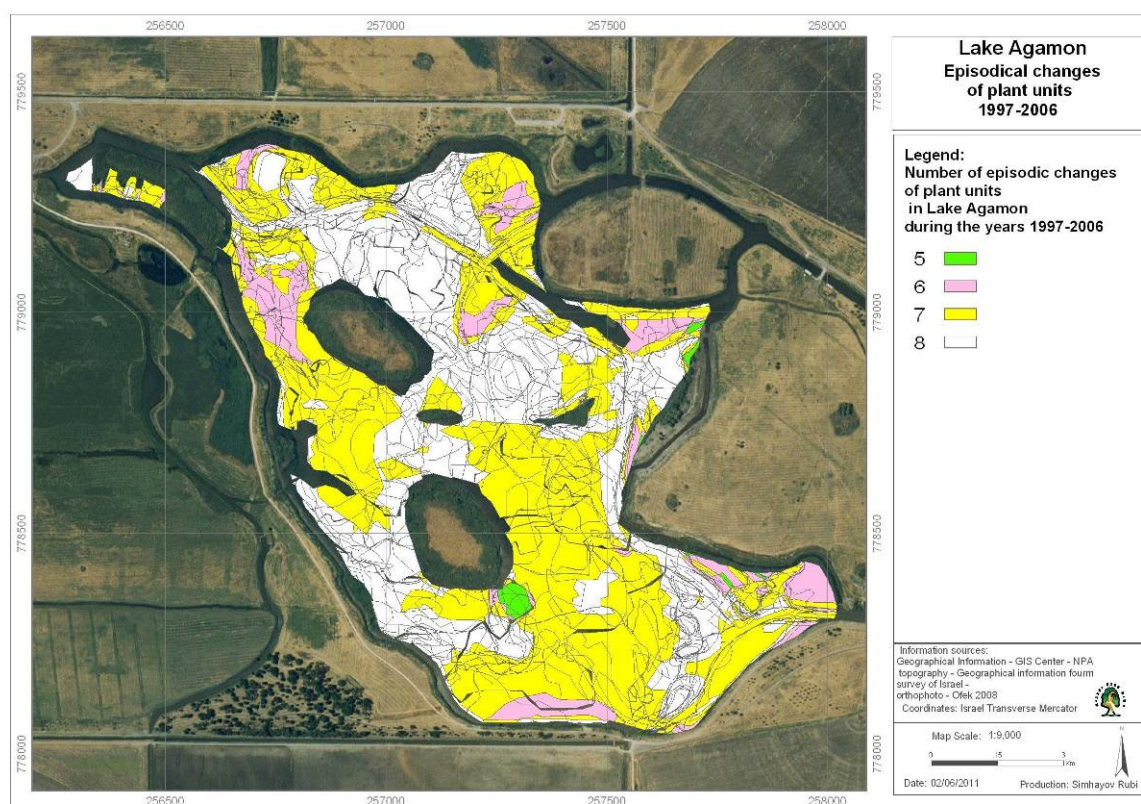 256500 257000 257500 258000
779500
779000
778500
778000
779500
779000
778500
778000
256500 257000 257500 258000
Lake Agamon
Episodical changes
of plant units
1997-2006
Legend:
Number of episodic changes
of plant units
in Lake Agamon
during the years 1997-2006
5
6
7
8
Information sources:
Geographical Information - GIS Center - NPA
topography - Geographical information fourm
survey of Israel -
orthophoto - Ofek 2008
Coordinates: Israel Transverse Mercator
Map Scale: 1:9,000
0 15 3
Km
N
Date: 02/06/2011 Production: Simhayov Rubi